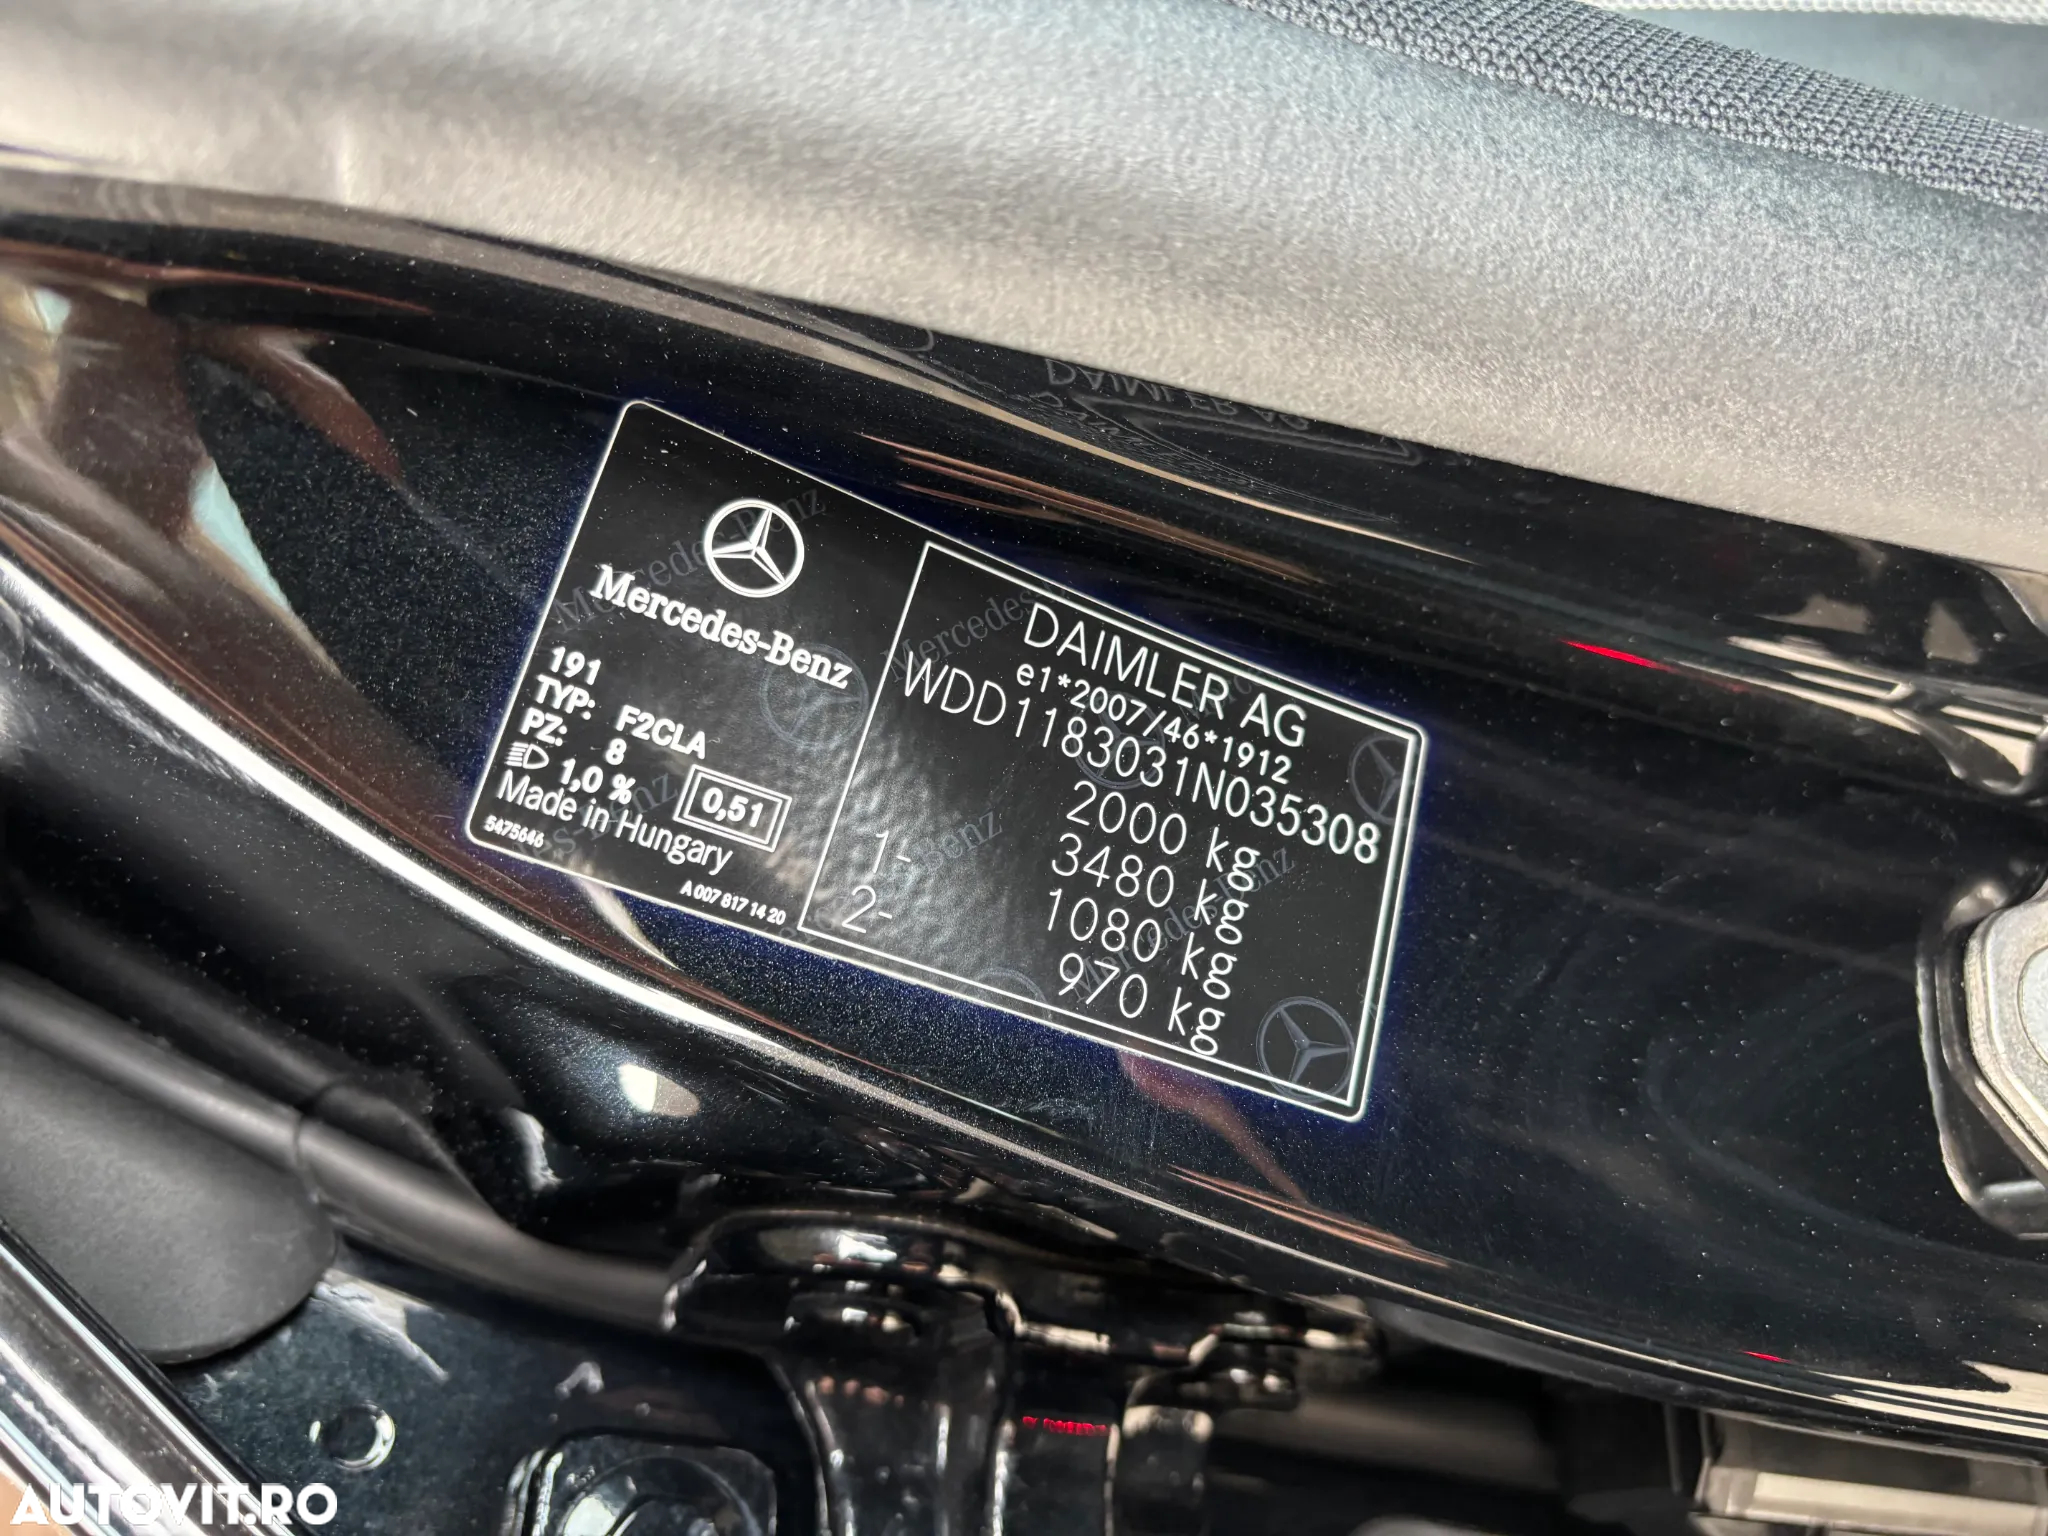 Mercedes-Benz
191
TYP: F2CLA
PZ: 8
1,0 %
0,51
Made in Hungary
5475646
A 007 817 14 20
DAIMLER AG
e1*2007/46*1912
WDD1183031N035308
2000 kg
3480 kg
1- 1080 kg
2- 970 kg
AUTOVIT.RO